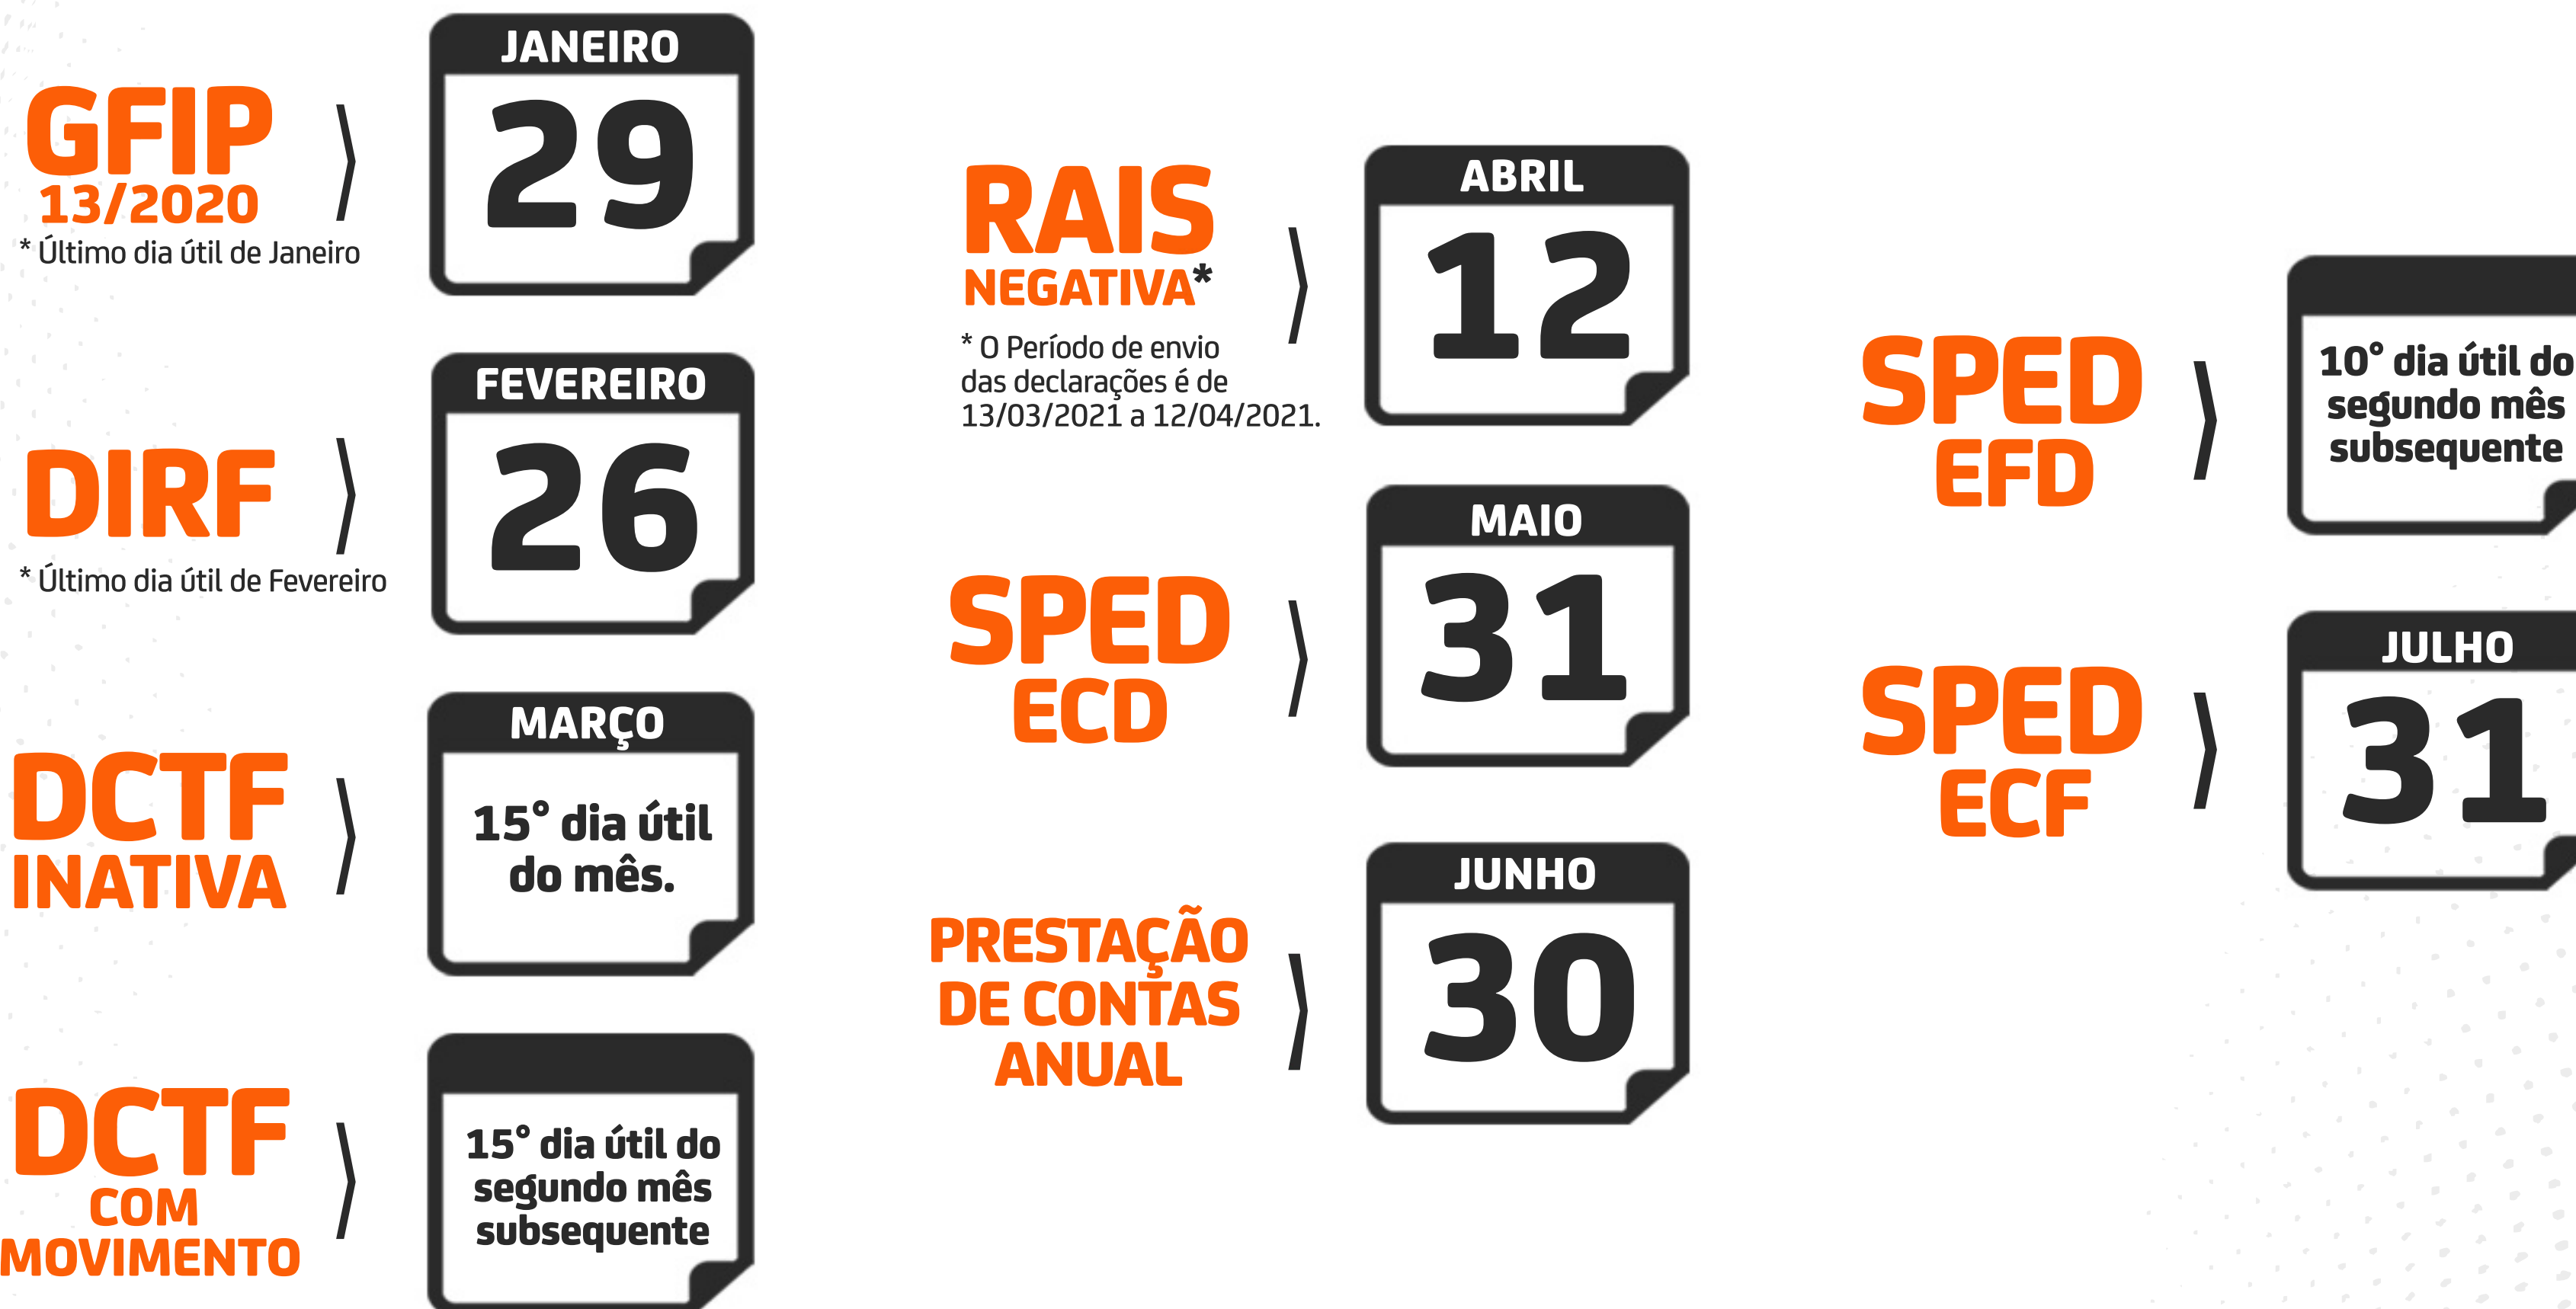 GFIP
13/2020
* Último dia útil de Janeiro
JANEIRO
29
DIRF
* Último dia útil de Fevereiro
FEVEREIRO
26
DCTF
INATIVA
MARÇO
15° dia útil
do mês.
DCTF
COM
MOVIMENTO
15° dia útil do
segundo mês
subsequente
RAIS
NEGATIVA*
* O Período de envio
das declarações é de
13/03/2021 a 12/04/2021.
ABRIL
12
SPED
ECD
MAIO
31
PRESTAÇÃO
DE CONTAS
ANUAL
JUNHO
30
SPED
EFD
10° dia útil do
segundo mês
subsequente
SPED
ECF
JULHO
31